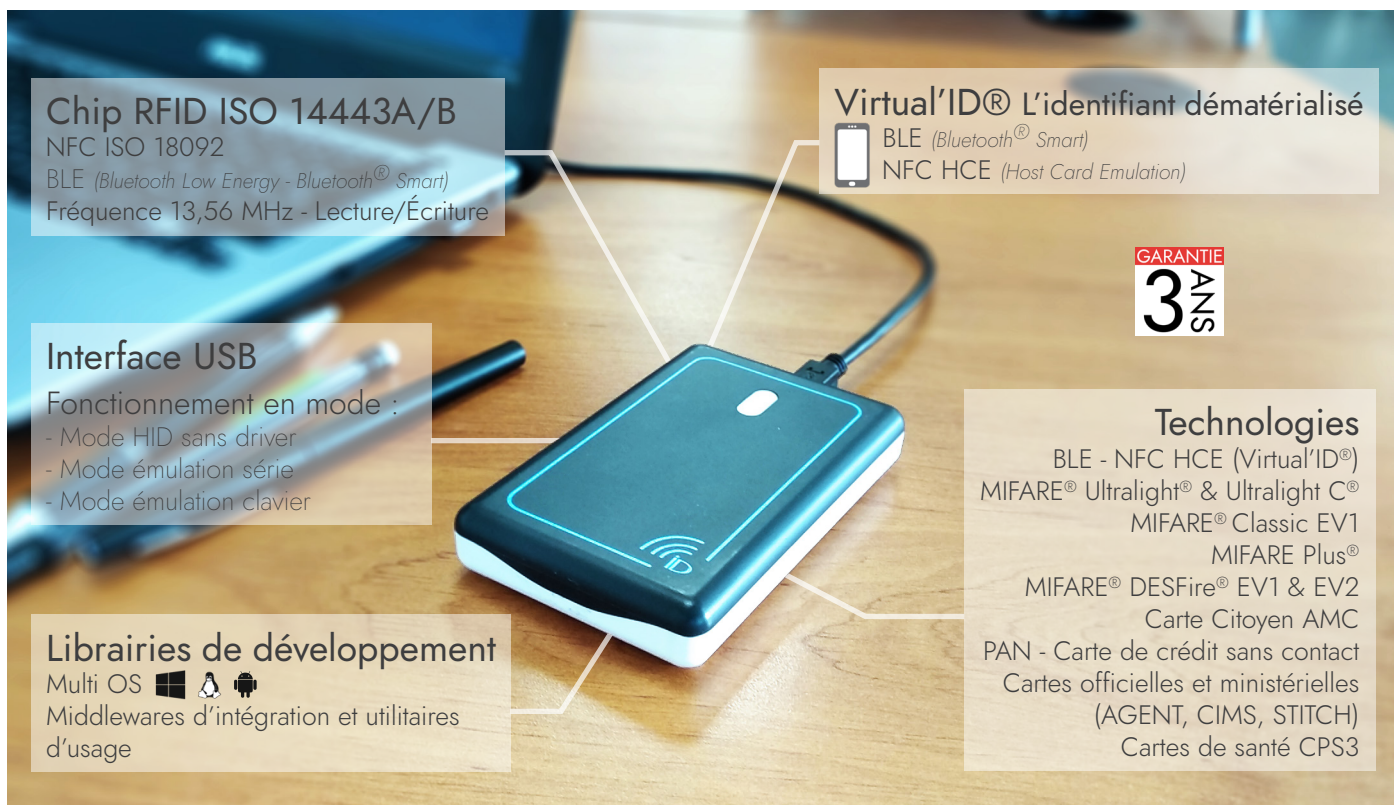 Chip RFID ISO 14443A/B
NFC ISO 18092
BLE (Bluetooth Low Energy - Bluetooth® Smart)
Fréquence 13,56 MHz - Lecture/Écriture
Virtual'ID® L'identifiant dématérialisé
BLE (Bluetooth® Smart)
NFC HCE (Host Card Emulation)
GARANTIE
3 ANS
Interface USB
Fonctionnement en mode :
- Mode HID sans driver
- Mode émulation série
- Mode émulation clavier
Technologies
BLE - NFC HCE (Virtual'ID®)
MIFARE® Ultralight® & Ultralight C®
MIFARE® Classic EV1
MIFARE Plus®
MIFARE® DESFire® EV1 & EV2
Carte Citoyen AMC
PAN - Carte de crédit sans contact
Cartes officielles et ministérielles
(AGENT, CIMS, STITCH)
Cartes de santé CPS3
iD
Librairies de développement
Multi OS
Middlewares d'intégration et utilitaires
d'usage